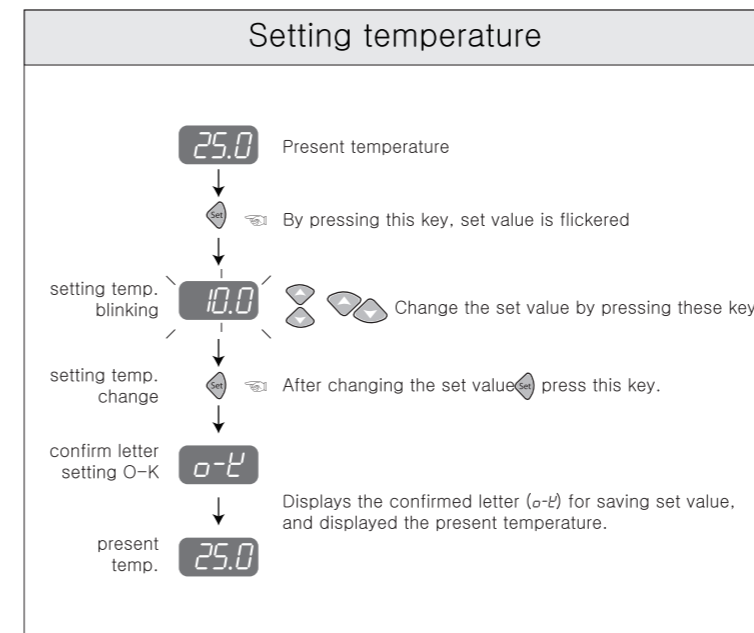 Setting temperature
25.0 Present temperature
Set By pressing this key, set value is flickered
setting temp.
blinking
10.0 Change the set value by pressing these key
setting temp.
change
Set After changing the set value Set press this key.
confirm letter
setting O-K
o-k
Displays the confirmed letter (o-k) for saving set value,
and displayed the present temperature.
present
temp.
25.0